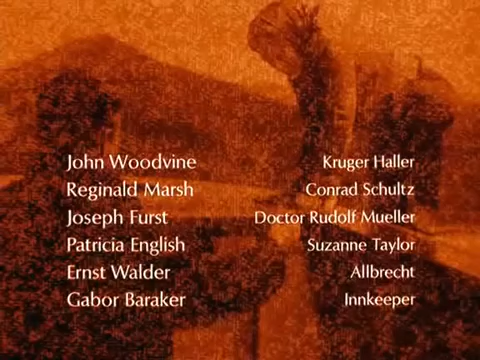 John Woodvine Kruger Haller
Reginald Marsh Conrad Schultz
Joseph Furst Doctor Rudolf Mueller
Patricia English Suzanne Taylor
Ernst Walder Allbrecht
Gabor Baraker Innkeeper